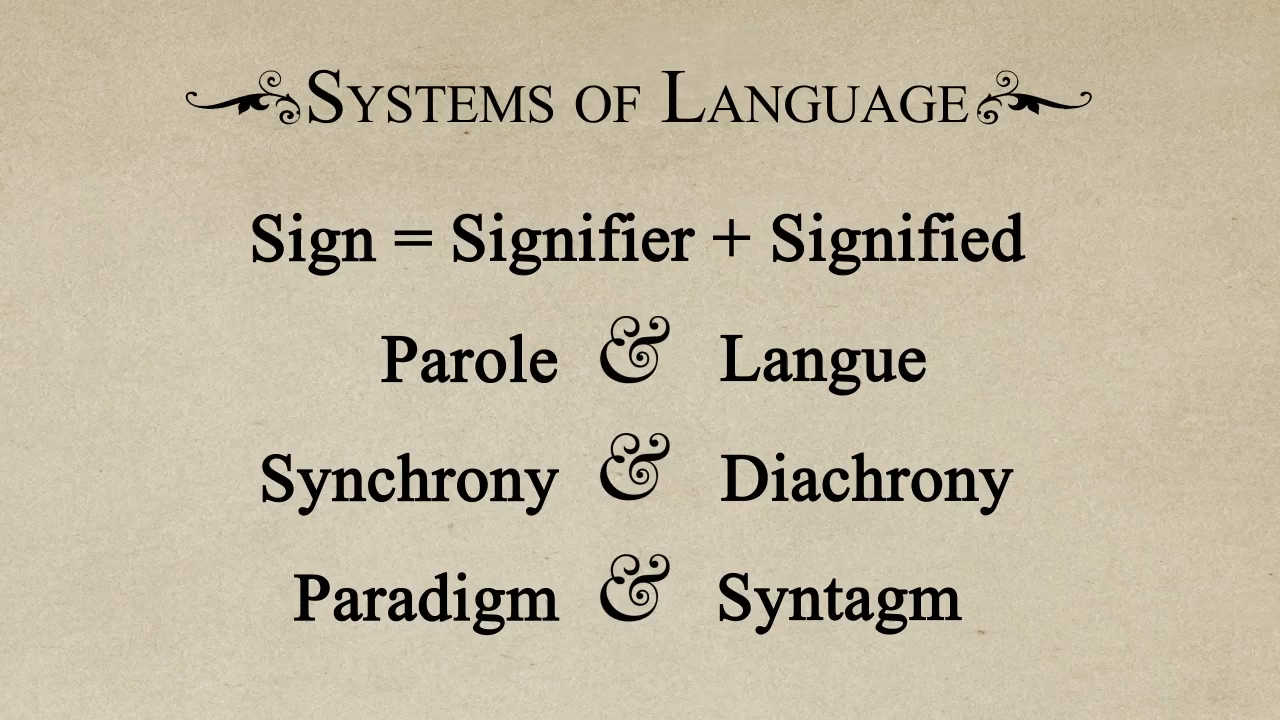 Systems of Language
Sign = Signifier + Signified
Parole & Langue
Synchrony & Diachrony
Paradigm & Syntagm